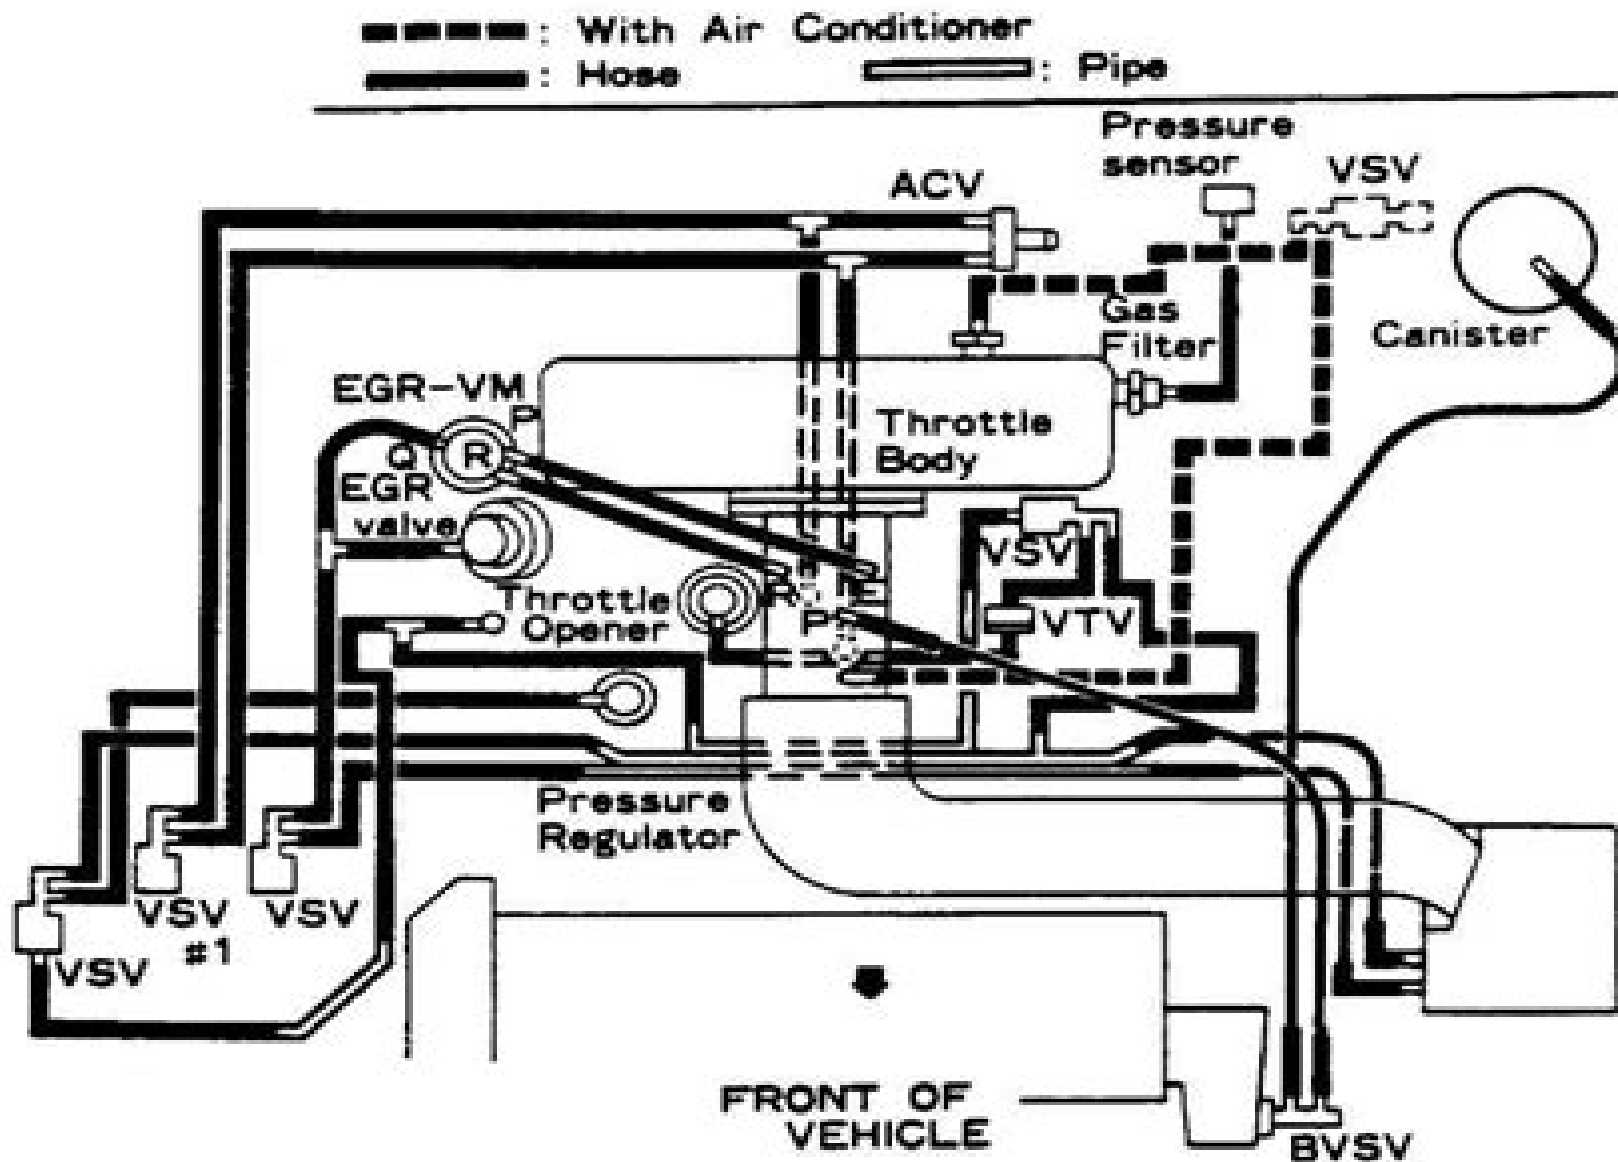 : With Air Conditioner
: Hose : Pipe
Pressure
sensor
VSV
ACV
Gas
Filter
Canister
EGR-VM
P
Q R
EGR
valve
Throttle
Body
VSV
Throttle
Opener
R E
P
VTV
Pressure
Regulator
VSV
#1
VSV
VSV
FRONT OF
VEHICLE
BVSV